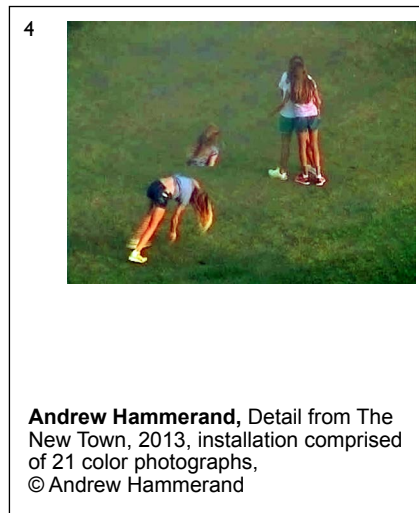 4
Andrew Hammerand, Detail from The
New Town, 2013, installation comprised
of 21 color photographs,
© Andrew Hammerand